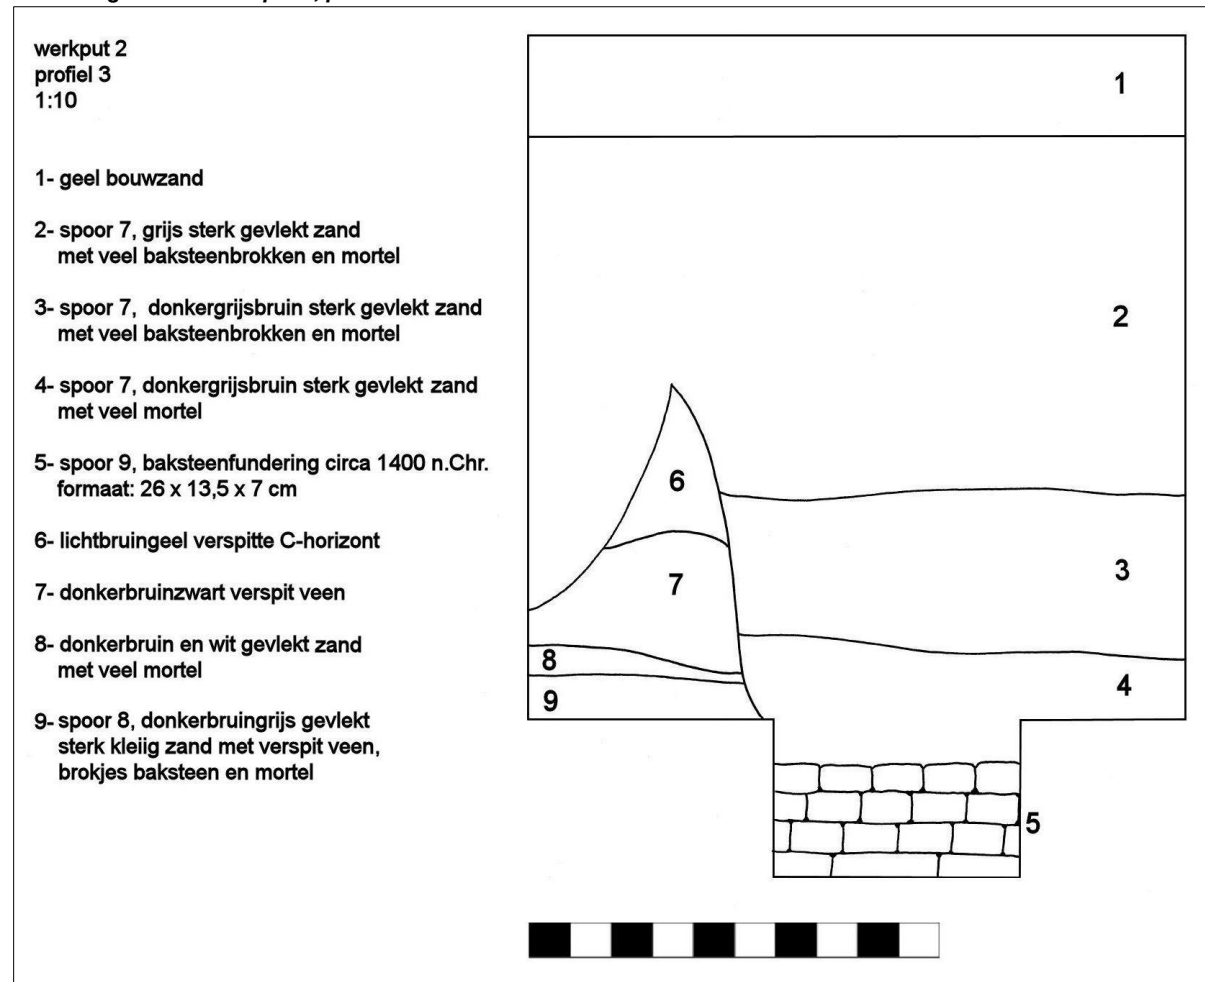 werkput 2
profiel 3
1:10
1- geel bouwzand
2- spoor 7, grijs sterk gevlekt zand
met veel baksteenbrokken en mortel
3- spoor 7, donkergrijsbruin sterk gevlekt zand
met veel baksteenbrokken en mortel
4- spoor 7, donkergrijsbruin sterk gevlekt zand
met veel mortel
5- spoor 9, baksteenfundering circa 1400 n.Chr.
formaat: 26 x 13,5 x 7 cm
6- lichtbruingeel verspitte C-horizont
7- donkerbruinzwart verspit veen
8- donkerbruin en wit gevlekt zand
met veel mortel
9- spoor 8, donkerbruingrijs gevlekt
sterk kleiig zand met verspit veen,
brokjes baksteen en mortel
1
2
6
3
7
8
4
9
5